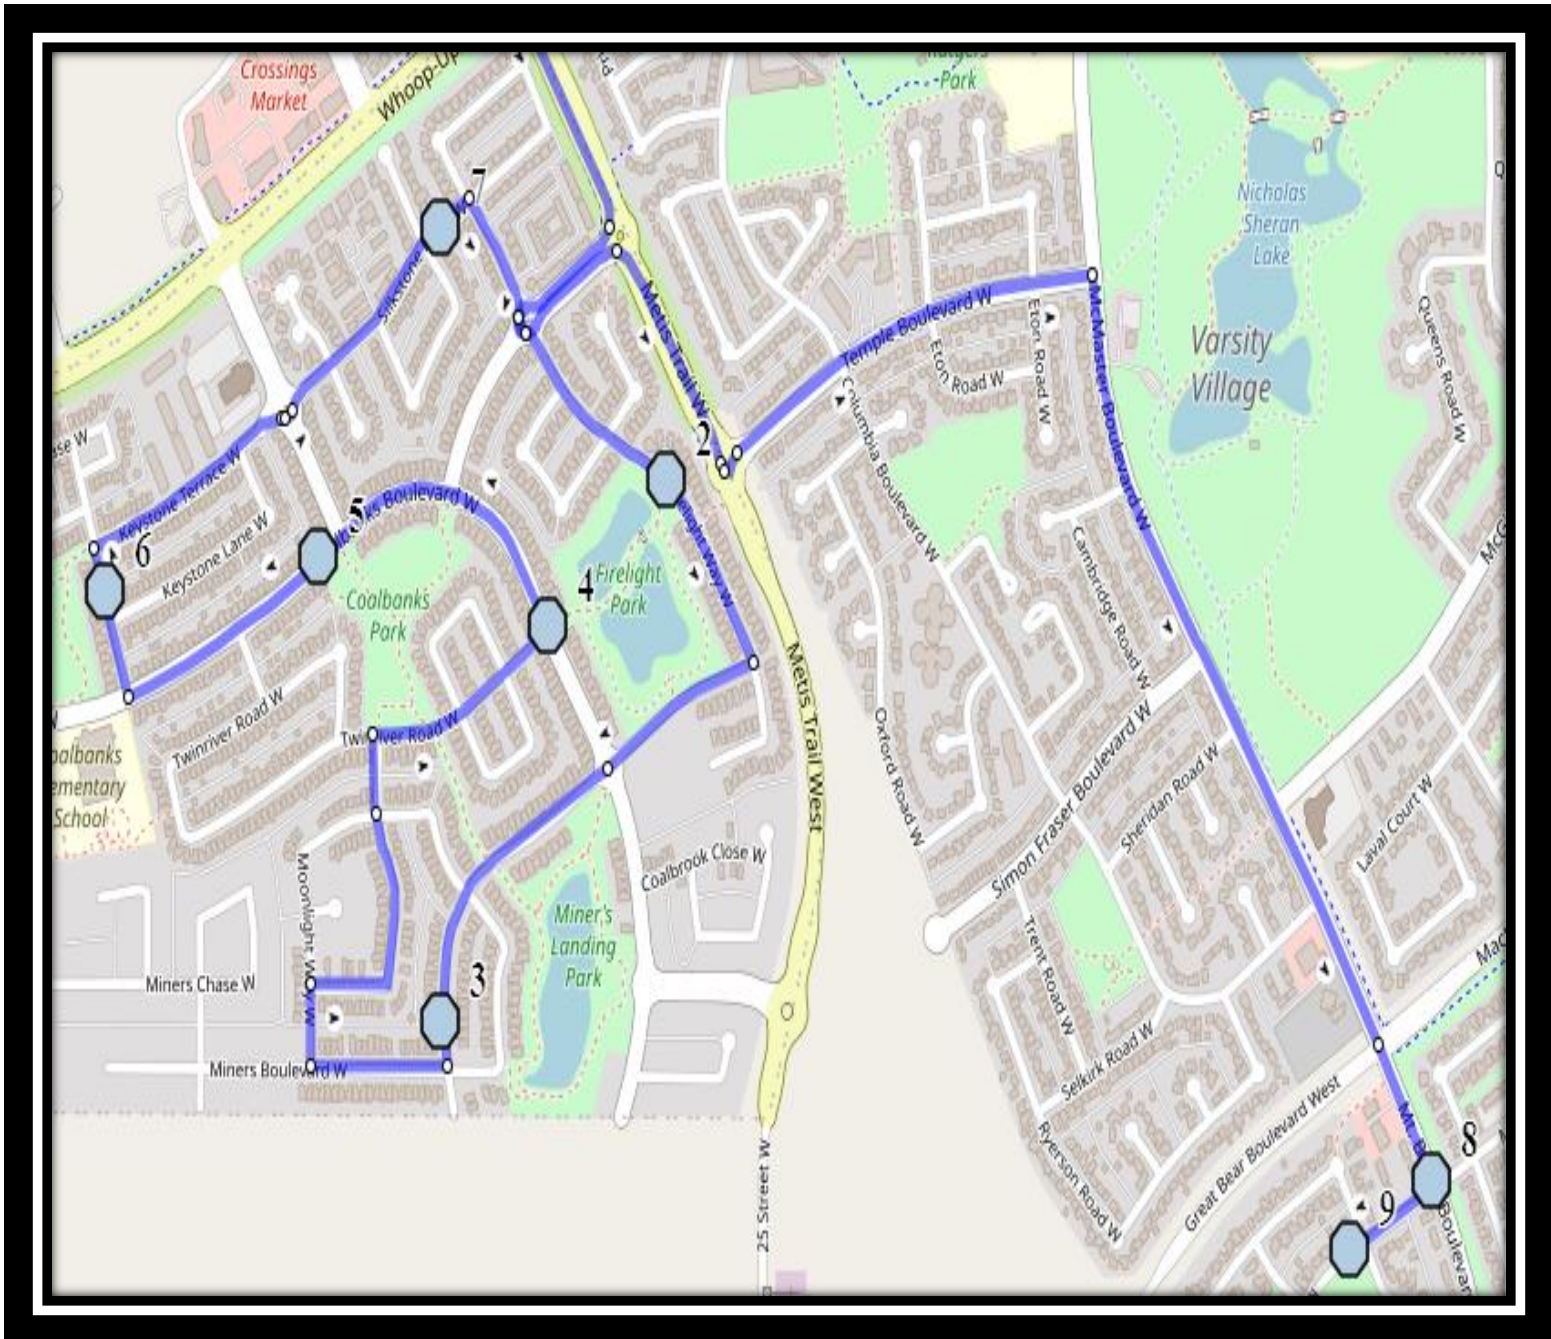 Crossings
Market
Whoop-Up
Park
Nicholas
Sheran
Lake
7
Silkstone
Metis Trail W
Temple Boulevard W
Eton Road W
Eton Road W
McMaster Boulevard W
Varsity
Village
Queens Road W
2
Columbia Boulevard W
Keystone Terrace W
5
6
Keystone Lane W
4
Firelight
Park
Coalbanks
Park
Cambridge Road W
Metis Trail West
Twinriver Road W
Twinriver Road W
Oxford Road W
Simon Fraser Boulevard W
Sheridan Road W
School
Laval Court W
Coalbrook Close W
Moonlight Way W
Miner's
Landing
Park
Trent Road W
3
Miners Chase W
Miners Boulevard W
Selkirk Road W
Great Bear Boulevard West
Ryerson Road W
25 Street W
8
9